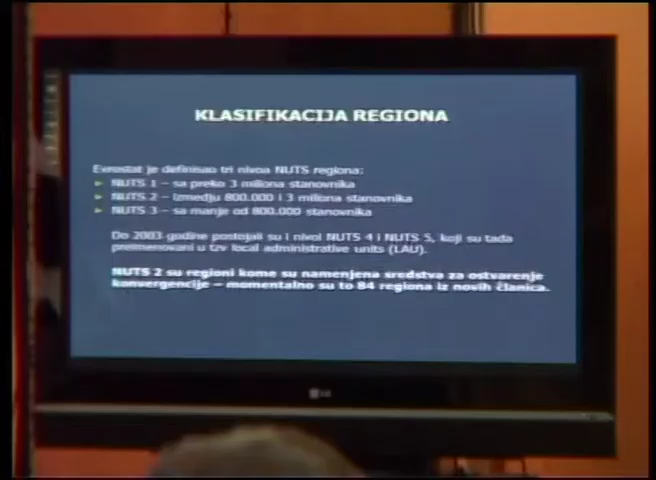 KLASIFIKACIJA REGIONA
Evrostat je definisao tri nivoa NUTS regiona:
NUTS 1 – sa preko 3 miliona stanovnika
NUTS 2 – izmedju 800.000 i 3 miliona stanovnika
NUTS 3 – sa manje od 800.000 stanovnika
Do 2003 godine postojali su i nivoi NUTS 4 i NUTS 5, koji su tada
preimenovani u tzv local administrative units (LAU).
NUTS 2 su regioni kome su namenjena sredstva za ostvarenje
konvergencije – momentalno su to 84 regiona iz novih članica.
LG